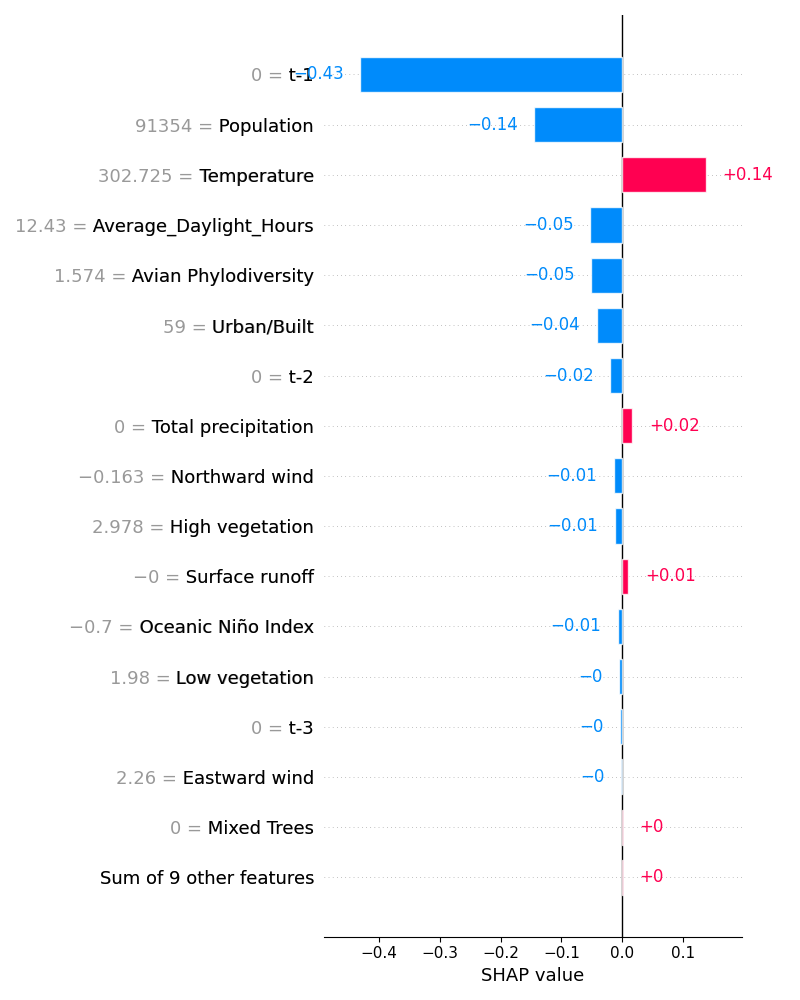 0 = t-1 −0.43
91354 = Population −0.14
302.725 = Temperature +0.14
12.43 = Average_Daylight_Hours −0.05
1.574 = Avian Phylodiversity −0.05
59 = Urban/Built −0.04
0 = t-2 −0.02
0 = Total precipitation +0.02
−0.163 = Northward wind −0.01
2.978 = High vegetation −0.01
−0 = Surface runoff +0.01
−0.7 = Oceanic Niño Index −0.01
1.98 = Low vegetation −0
0 = t-3 −0
2.26 = Eastward wind −0
0 = Mixed Trees +0
Sum of 9 other features +0
−0.4 −0.3 −0.2 −0.1 0.0 0.1
SHAP value